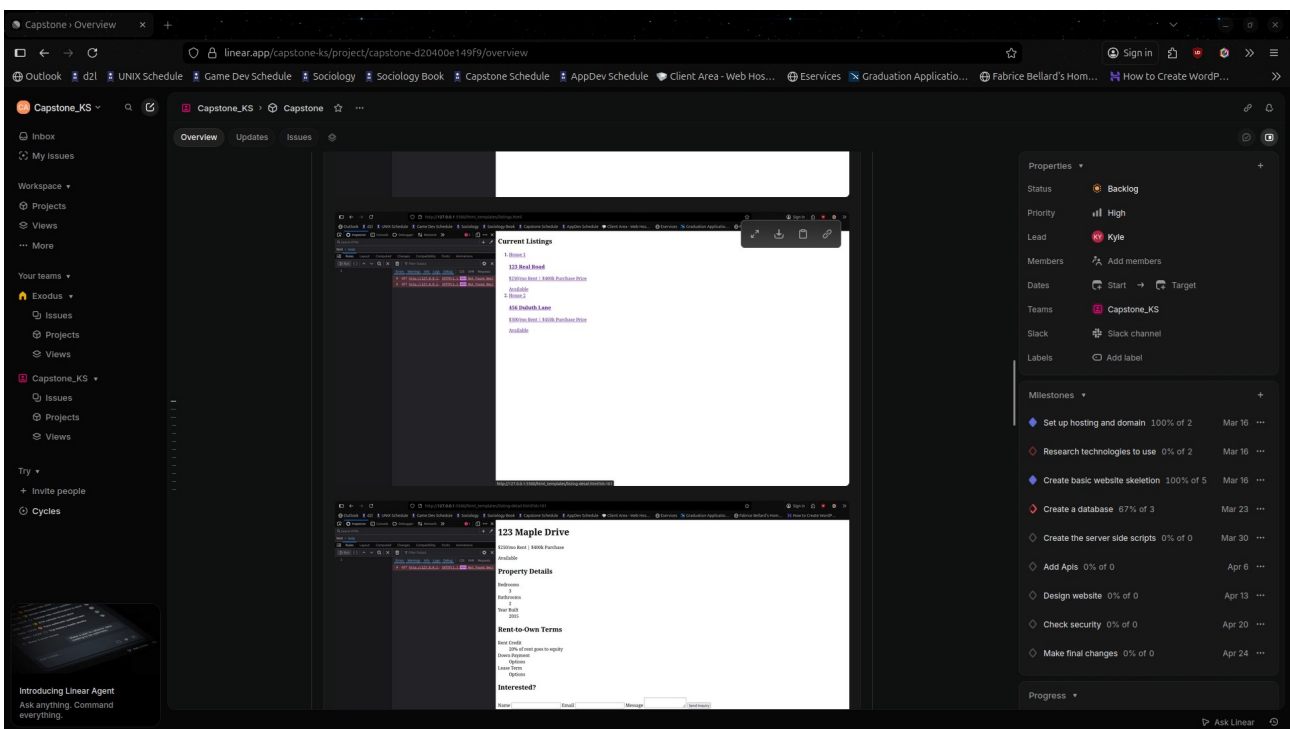 Capstone › Overview
linear.app/capstone-ks/project/capstone-d20400e149f9/overview
Sign in
Outlook d2l UNIX Schedule Game Dev Schedule Sociology Sociology Book Capstone Schedule AppDev Schedule Client Area - Web Hos... Eservices Graduation Applicatio... Fabrice Bellard's Hom... How to Create WordP...
Capstone_KS
Capstone_KS › Capstone
Inbox
My issues
Workspace
Projects
Views
More
Your teams
Exodus
Issues
Projects
Views
Capstone_KS
Issues
Projects
Views
Try
Invite people
Cycles
Introducing Linear Agent
Ask anything. Command
everything.
Overview Updates Issues
Current Listings
1. House 1
123 Real Road
$250/mo Rent | $400k Purchase Price
Available
2. House 2
456 Duluth Lane
Available
123 Maple Drive
$250/mo Rent | $400k Purchase
Available
Property Details
Bedrooms
3
Bathrooms
2
Year Built
2015
Rent-to-Own Terms
Rent Credit
20% of rent goes to equity
Down Payment
Options
Lease Term
Options
Interested?
Name Email Message Send Inquiry
Properties
Status Backlog
Priority High
Lead KY Kyle
Members Add members
Dates Start → Target
Teams Capstone_KS
Slack Slack channel
Labels Add label
Milestones
Set up hosting and domain 100% of 2 Mar 16
Research technologies to use 0% of 2 Mar 16
Create basic website skeletion 100% of 5 Mar 16
Create a database 67% of 3 Mar 23
Create the server side scripts 0% of 0 Mar 30
Add Apis 0% of 0 Apr 6
Design website 0% of 0 Apr 13
Check security 0% of 0 Apr 20
Make final changes 0% of 0 Apr 24
Progress
Ask Linear